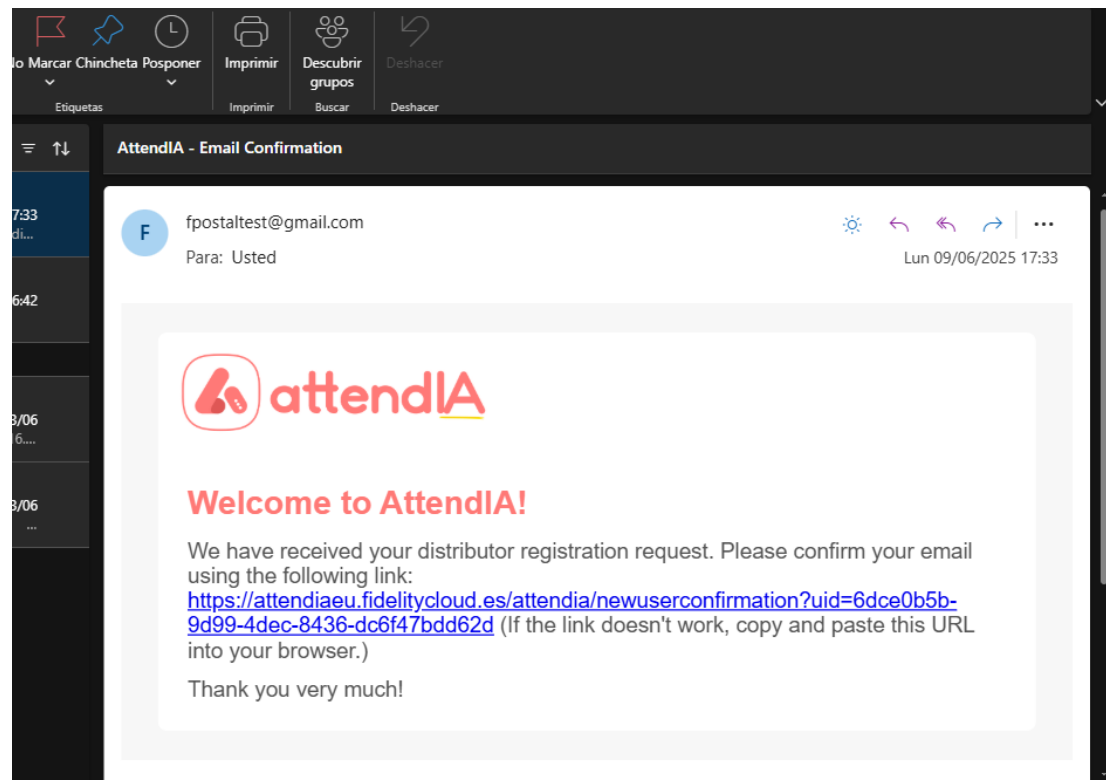 No Marcar Chincheta Posponer Imprimir Descubrir grupos Deshacer
Etiquetas Imprimir Buscar Deshacer
AttendIA - Email Confirmation
7:33
di...
F
fpostaltest@gmail.com
Para: Usted
Lun 09/06/2025 17:33
6:42
attendIA
3/06
16....
Welcome to AttendIA!
3/06
...
We have received your distributor registration request. Please confirm your email
using the following link:
https://attendiaeu.fidelitycloud.es/attendia/newuserconfirmation?uid=6dce0b5b-
9d99-4dec-8436-dc6f47bdd62d (If the link doesn't work, copy and paste this URL
into your browser.)
Thank you very much!